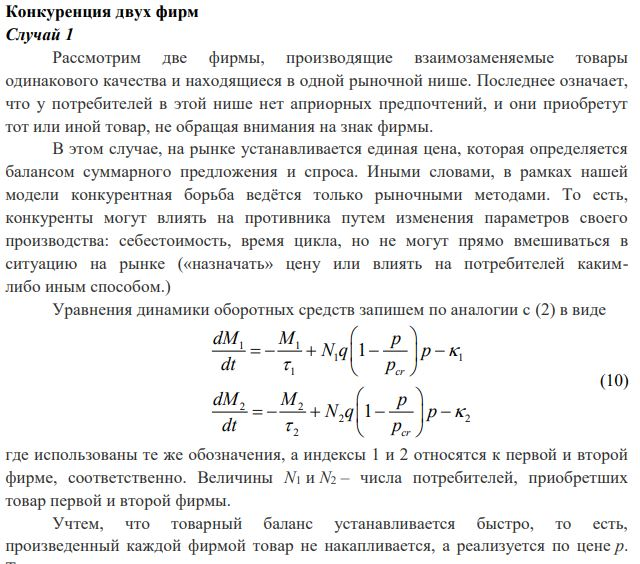 Конкуренция двух фирм
Случай 1
Рассмотрим две фирмы, производящие взаимозаменяемые товары
одинакового качества и находящиеся в одной рыночной нише. Последнее означает,
что у потребителей в этой нише нет априорных предпочтений, и они приобретут
тот или иной товар, не обращая внимания на знак фирмы.
В этом случае, на рынке устанавливается единая цена, которая определяется
балансом суммарного предложения и спроса. Иными словами, в рамках нашей
модели конкурентная борьба ведётся только рыночными методами. То есть,
конкуренты могут влиять на противника путем изменения параметров своего
производства: себестоимость, время цикла, но не могут прямо вмешиваться в
ситуацию на рынке («назначать» цену или влиять на потребителей каким-
либо иным способом.)
Уравнения динамики оборотных средств запишем по аналогии с (2) в виде
dM₁/dt = −M₁/τ₁ + N₁q(1 − p/p_cr)p − κ₁
(10)
dM₂/dt = −M₂/τ₂ + N₂q(1 − p/p_cr)p − κ₂
где использованы те же обозначения, а индексы 1 и 2 относятся к первой и второй
фирме, соответственно. Величины N₁ и N₂ – числа потребителей, приобретших
товар первой и второй фирмы.
Учтем, что товарный баланс устанавливается быстро, то есть,
произведенный каждой фирмой товар не накапливается, а реализуется по цене p.